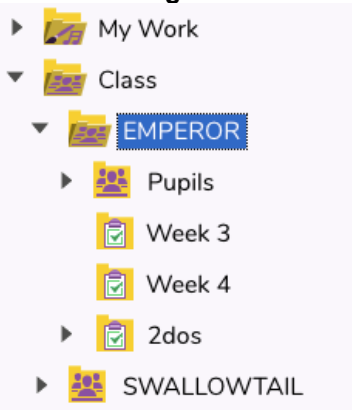 My Work
Class
EMPEROR
Pupils
Week 3
Week 4
2dos
SWALLOWTAIL